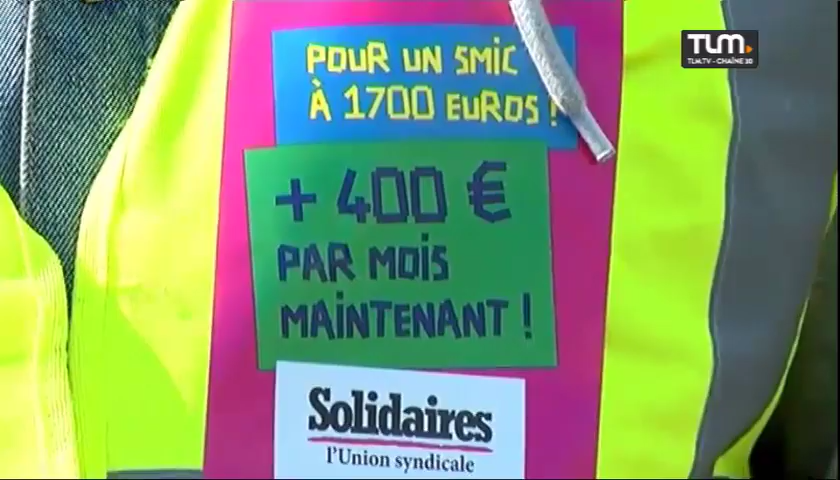 TLM.
TLM.TV - CHAÎNE 30
POUR UN SMIC
À 1700 EUROS !
+ 400 €
PAR MOIS
MAINTENANT !
Solidaires
l'Union syndicale